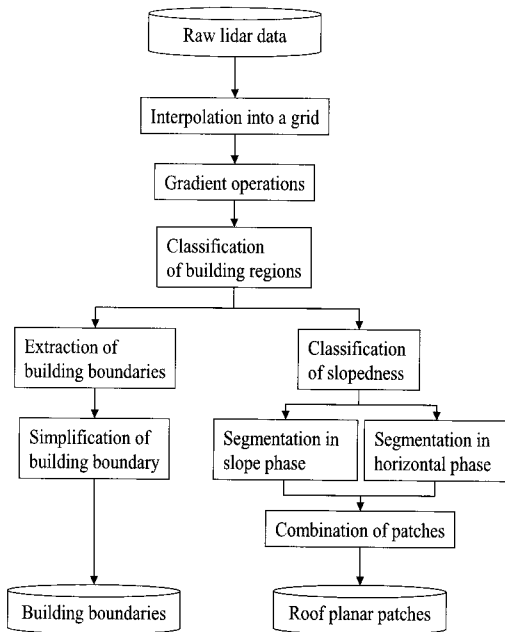 Raw lidar data
Interpolation into a grid
Gradient operations
Classification
of building regions
Extraction of
building boundaries
Classification
of slopedness
Simplification of
building boundary
Segmentation in
slope phase
Segmentation in
horizontal phase
Combination of patches
Building boundaries
Roof planar patches